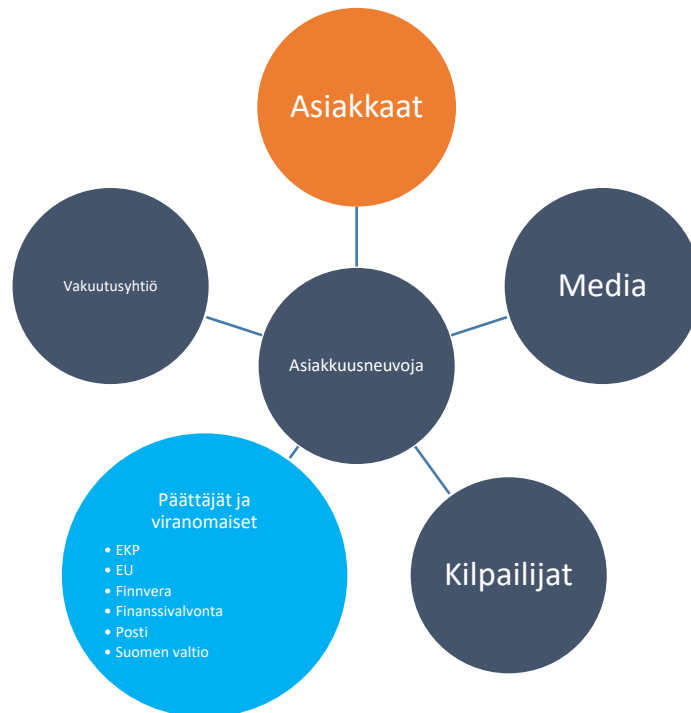 Asiakkaat
Vakuutusyhtiö
Media
Asiakkuusneuvoja
Päättäjät ja
viranomaiset
• EKP
• EU
• Finnvera
• Finanssivalvonta
• Posti
• Suomen valtio
Kilpailijat